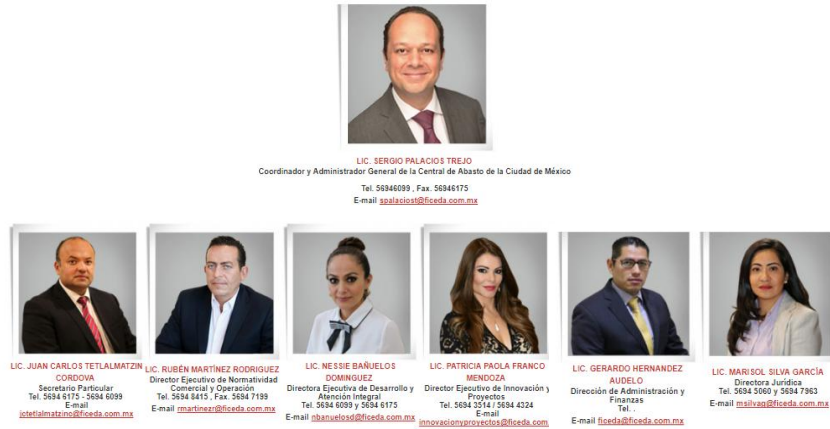 LIC. SERGIO PALACIOS TREJO
Coordinador y Administrador General de la Central de Abasto de la Ciudad de México
Tel. 56946099 , Fax. 56946175
E-mail spalaciost@ficeda.com.mx
LIC. JUAN CARLOS TETLALMATZIN
CORDOVA
Secretario Particular
Tel. 5694 6175 - 5694 6099
E-mail
jctetlalmatzinc@ficeda.com.mx
LIC. RUBÉN MARTÍNEZ RODRIGUEZ
Director Ejecutivo de Normatividad
Comercial y Operación
Tel. 5694 8415 , Fax. 5694 7199
E-mail rmartinezr@ficeda.com.mx
LIC. NESSIE BAÑUELOS
DOMINGUEZ
Directora Ejecutiva de Desarrollo y
Atención Integral
Tel. 5694 6099 y 5694 6175
E-mail nbanuelosd@ficeda.com.mx
LIC. PATRICIA PAOLA FRANCO
MENDOZA
Director Ejecutivo de Innovación y
Proyectos
Tel. 5694 3514 / 5694 4324
E-mail
innovacionyproyectos@ficeda.com
LIC. GERARDO HERNANDEZ
AUDELO
Dirección de Administración y
Finanzas
Tel. .
E-mail ficeda@ficeda.com.mx
LIC. MARISOL SILVA GARCÍA
Directora Jurídica
Tel. 5694 5060 y 5694 7963
E-mail msilvag@ficeda.com.mx